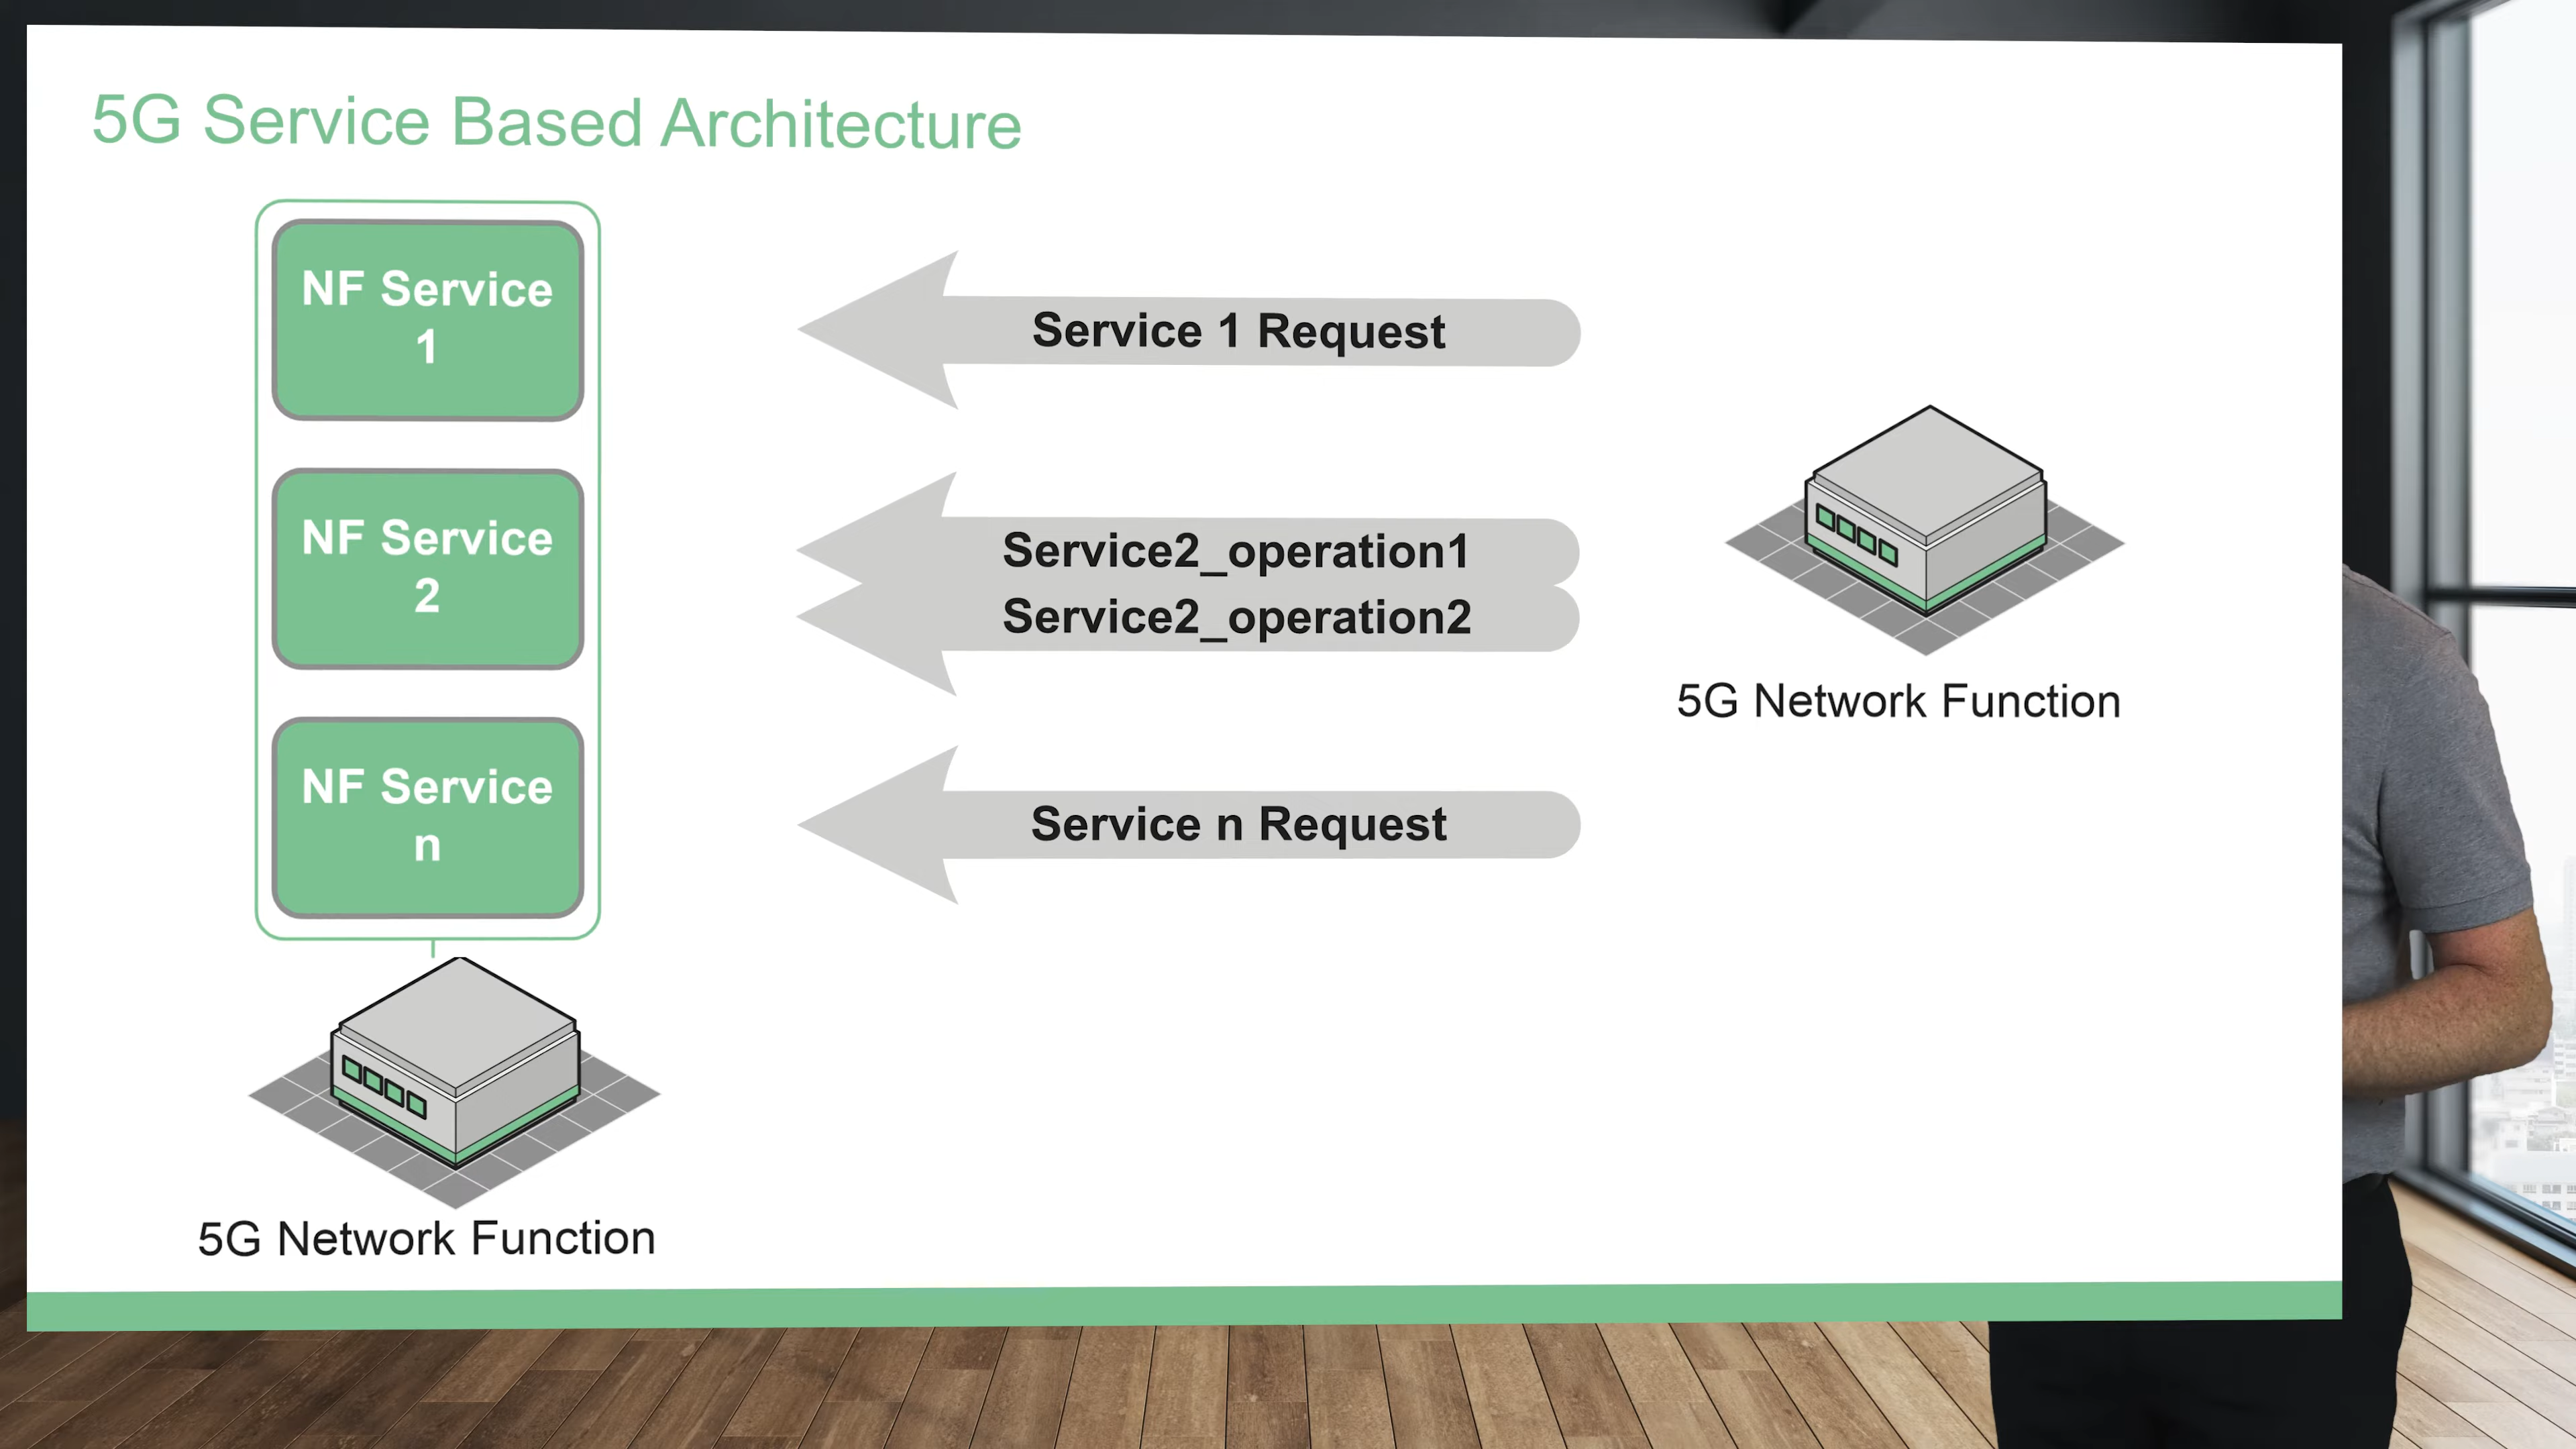 5G Service Based Architecture
NF Service
1
Service 1 Request
NF Service
2
Service2_operation1
Service2_operation2
5G Network Function
NF Service
n
Service n Request
5G Network Function